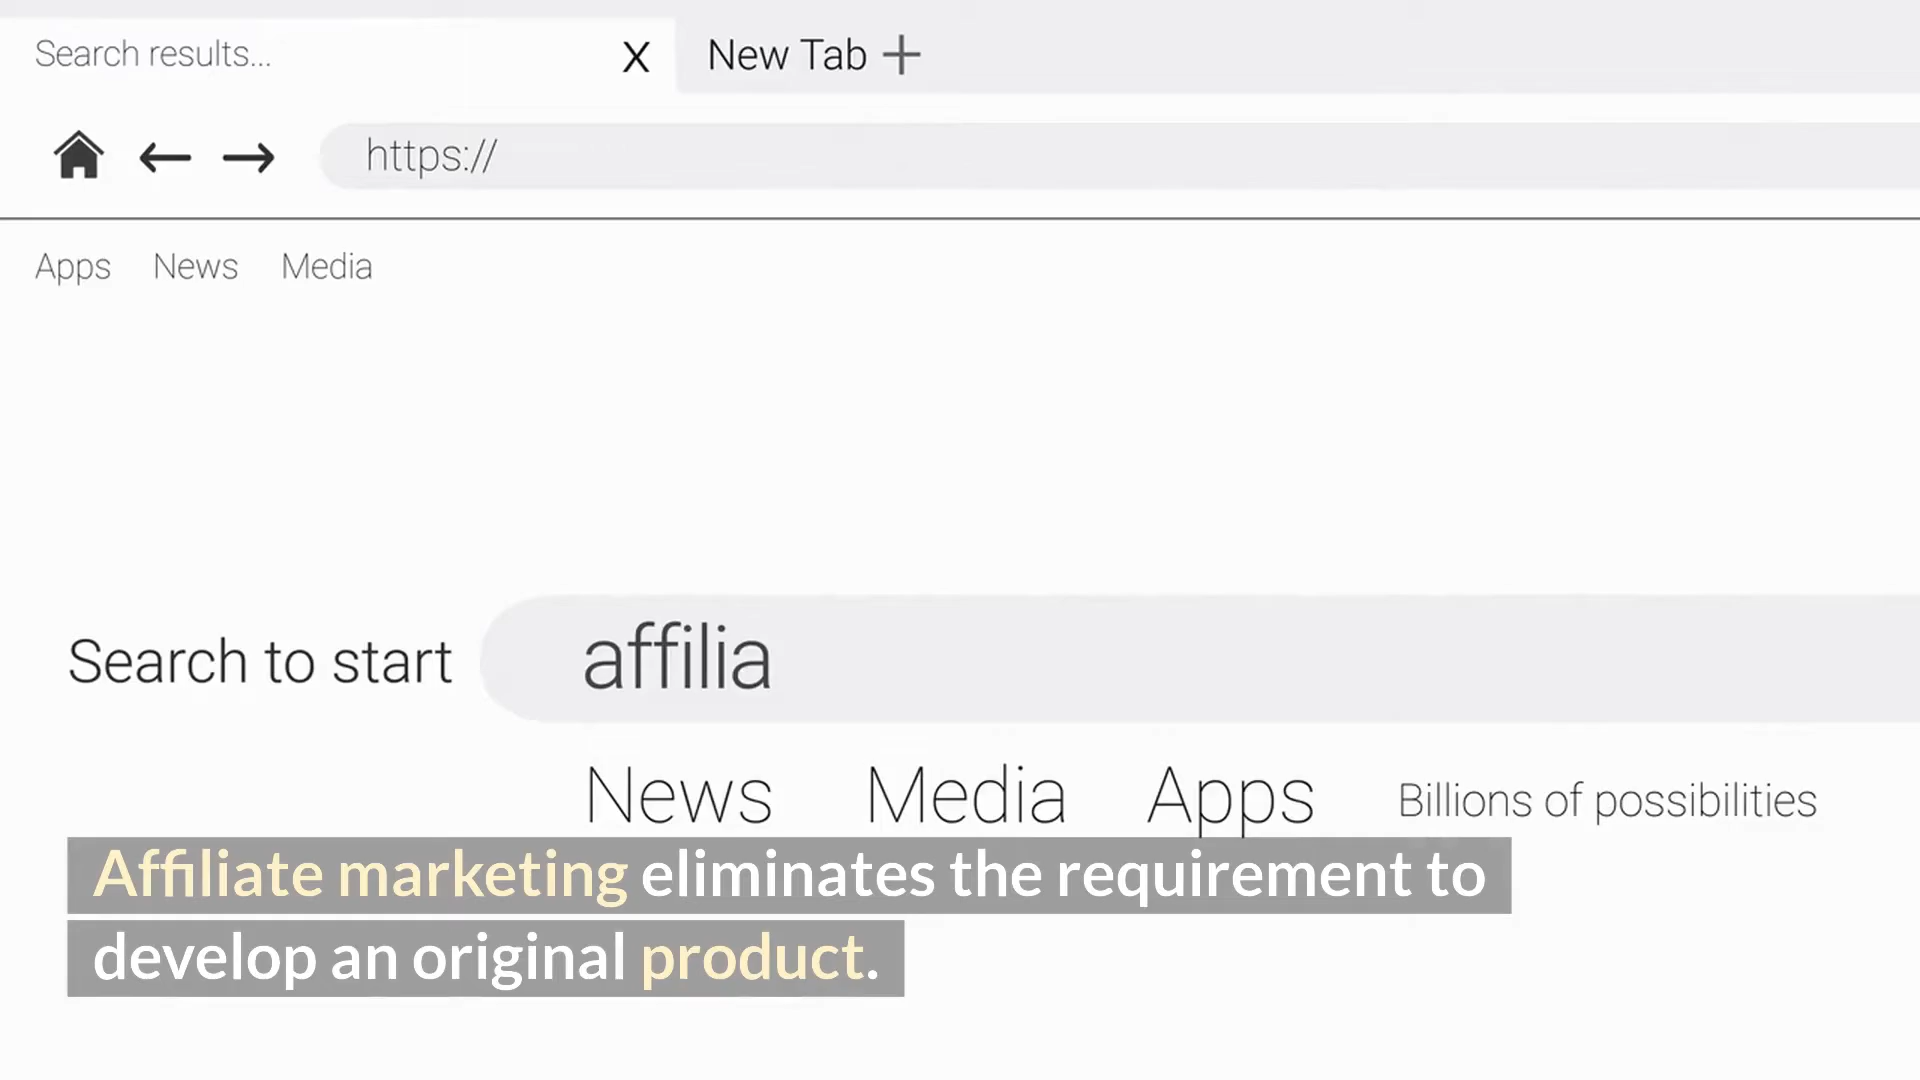 Search results... X New Tab +
https://
Apps News Media
Search to start affilia
News Media Apps Billions of possibilities
Affiliate marketing eliminates the requirement to
develop an original product.